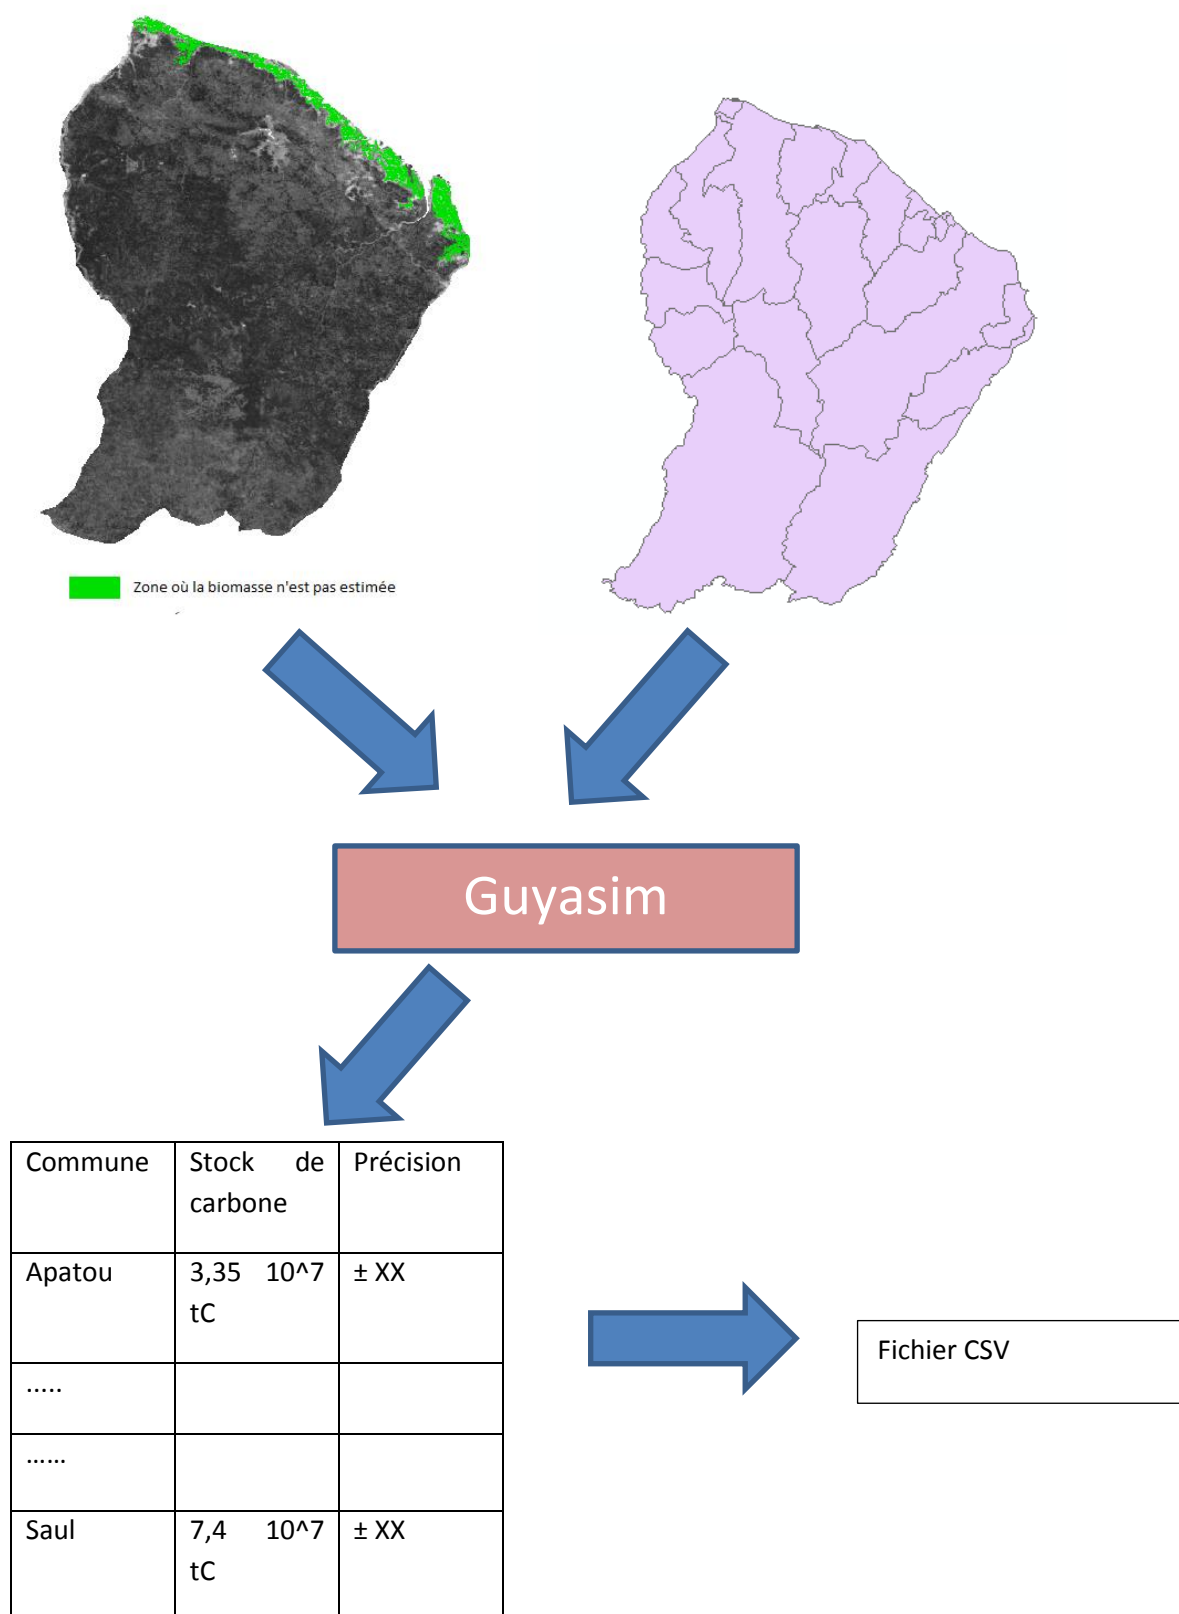 Zone où la biomasse n'est pas estimée
Guyasim
Commune
Stock de
carbone
Précision
Apatou
3,35 10^7
tC
± XX
.....
......
Saul
7,4 10^7
tC
± XX
Fichier CSV